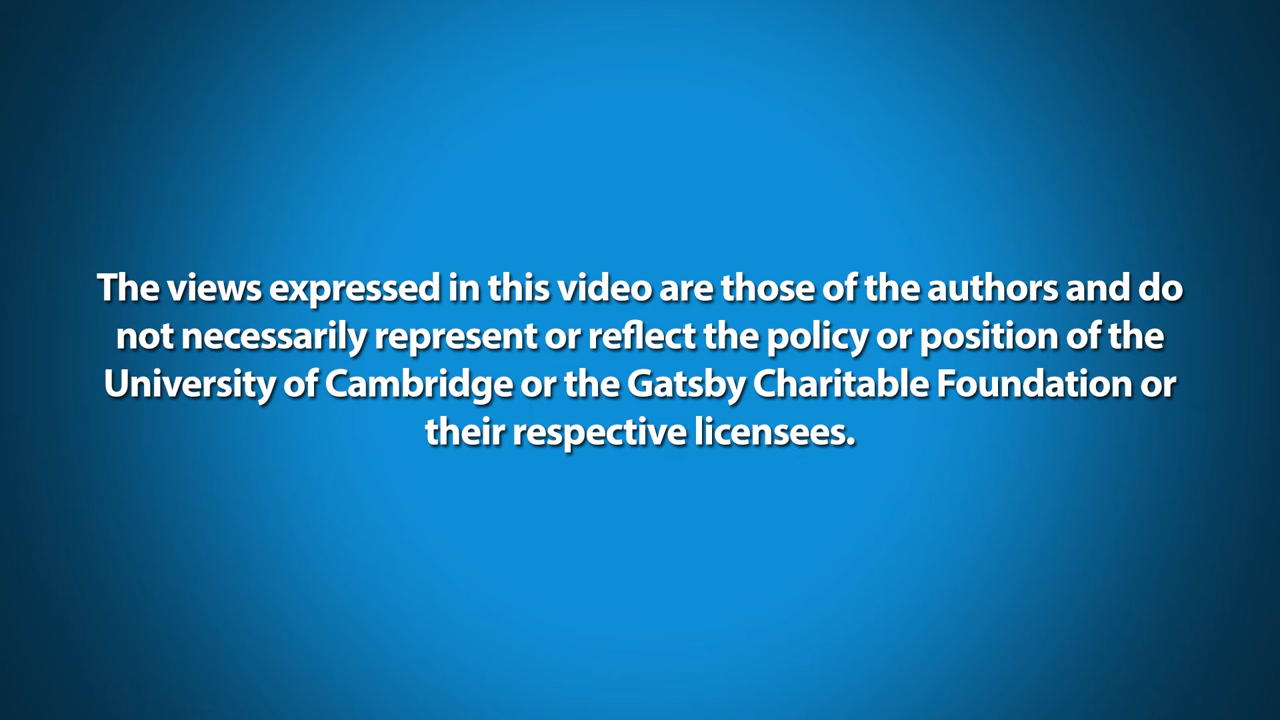 The views expressed in this video are those of the authors and do
not necessarily represent or reflect the policy or position of the
University of Cambridge or the Gatsby Charitable Foundation or
their respective licensees.